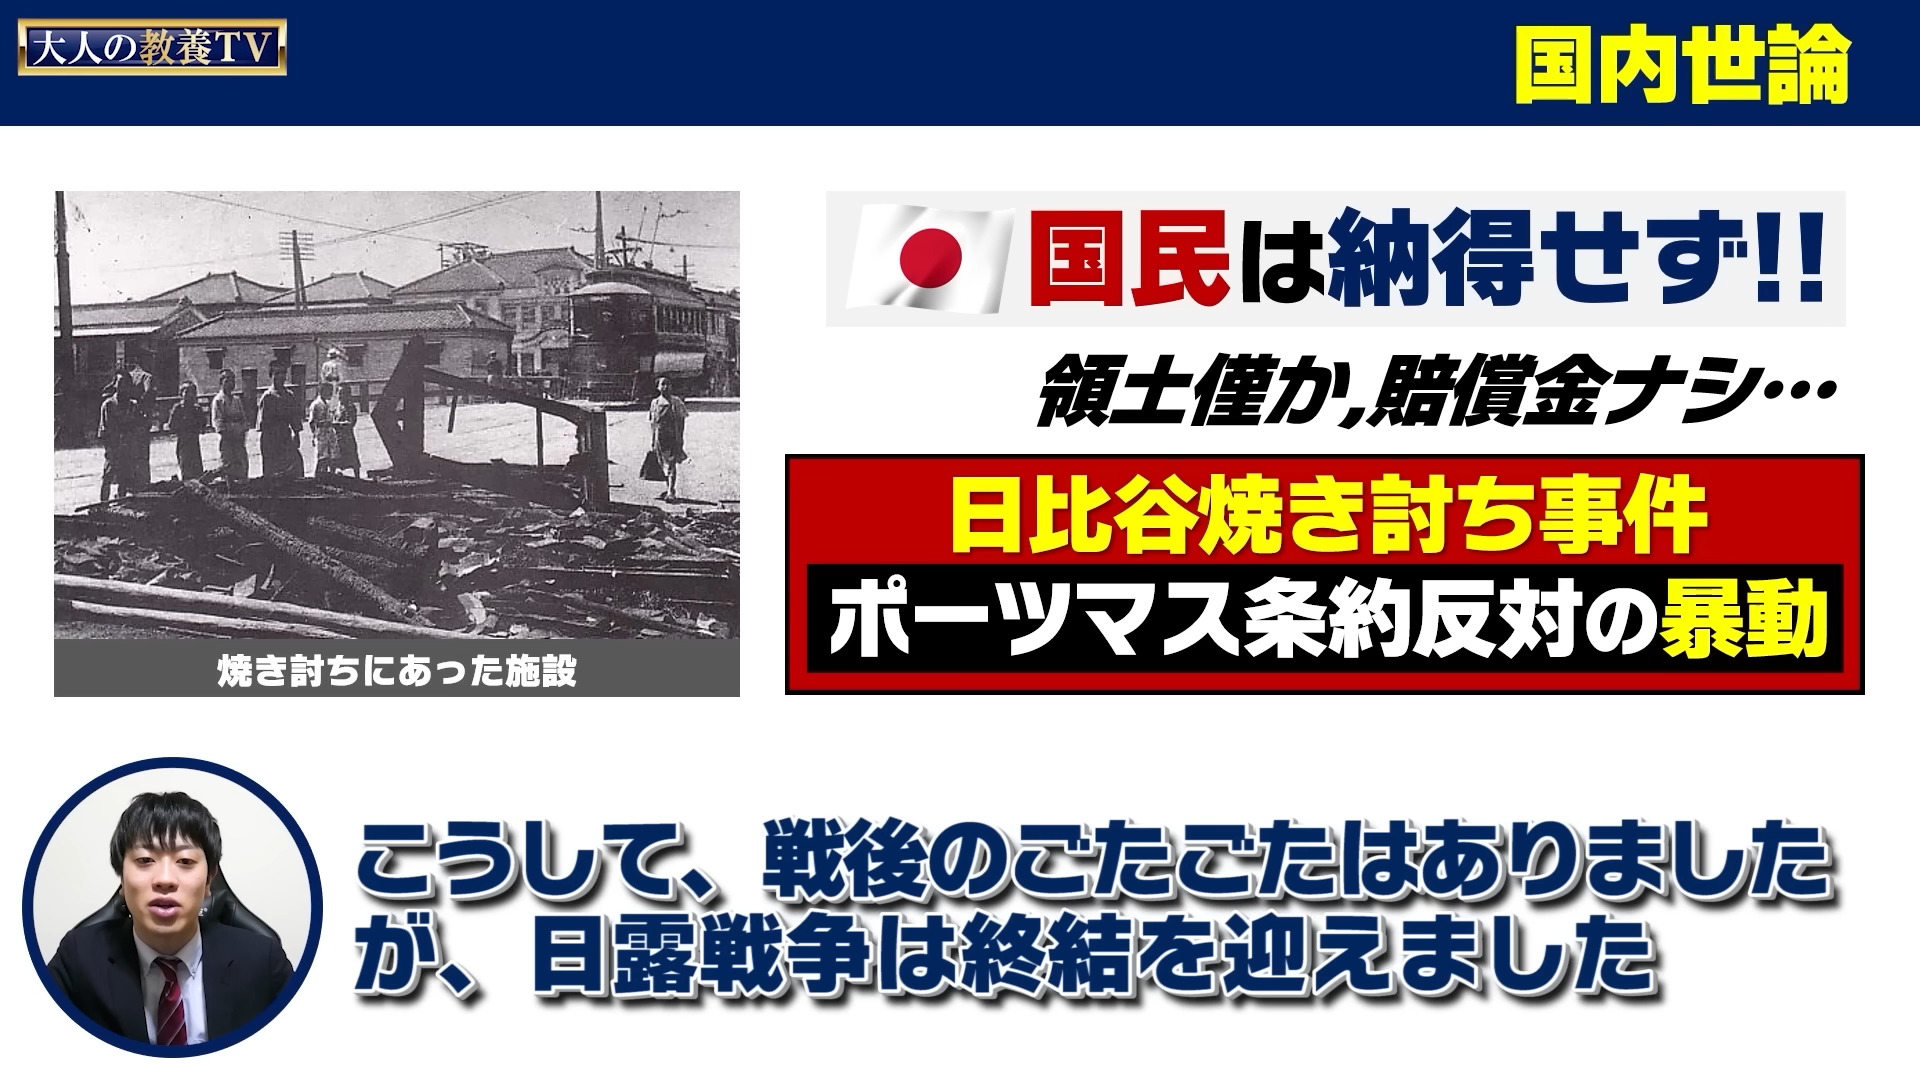 大人の教養TV
国内世論
国民は納得せず!!
領土僅か,賠償金ナシ…
日比谷焼き討ち事件
ポーツマス条約反対の暴動
焼き討ちにあった施設
こうして、戦後のごたごたはありました
が、日露戦争は終結を迎えました